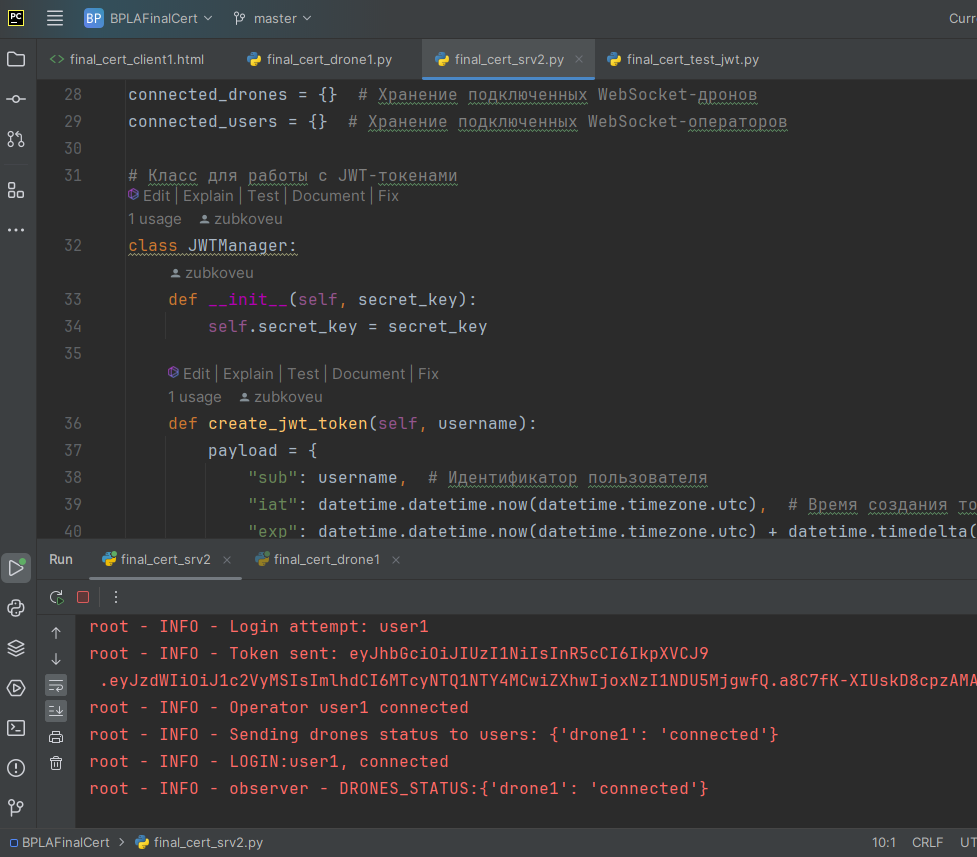 PC BP BPLAFinalCert master Curr
<> final_cert_client1.html final_cert_drone1.py final_cert_srv2.py × final_cert_test_jwt.py
28 connected_drones = {}  # Хранение подключенных WebSocket-дронов
29 connected_users = {}  # Хранение подключенных WebSocket-операторов
30
31 # Класс для работы с JWT-токенами
Edit | Explain | Test | Document | Fix
1 usage zubkoveu
32 class JWTManager:
zubkoveu
33 def __init__(self, secret_key):
34 self.secret_key = secret_key
35
Edit | Explain | Test | Document | Fix
1 usage zubkoveu
36 def create_jwt_token(self, username):
37 payload = {
38 "sub": username,  # Идентификатор пользователя
39 "iat": datetime.datetime.now(datetime.timezone.utc),  # Время создания то
40 "exp": datetime.datetime.now(datetime.timezone.utc) + datetime.timedelta(
Run final_cert_srv2 × final_cert_drone1 ×
root - INFO - Login attempt: user1
root - INFO - Token sent: eyJhbGciOiJIUzI1NiIsInR5cCI6IkpXVCJ9
.eyJzdWIiOiJ1c2VyMSIsImlhdCI6MTcyNTQ1NTY4MCwiZXhwIjoxNzI1NDU5MjgwfQ.a8C7fK-XIUskD8cpzAMA
root - INFO - Operator user1 connected
root - INFO - Sending drones status to users: {'drone1': 'connected'}
root - INFO - LOGIN:user1, connected
root - INFO - observer - DRONES_STATUS:{'drone1': 'connected'}
BPLAFinalCert > final_cert_srv2.py 10:1 CRLF UT